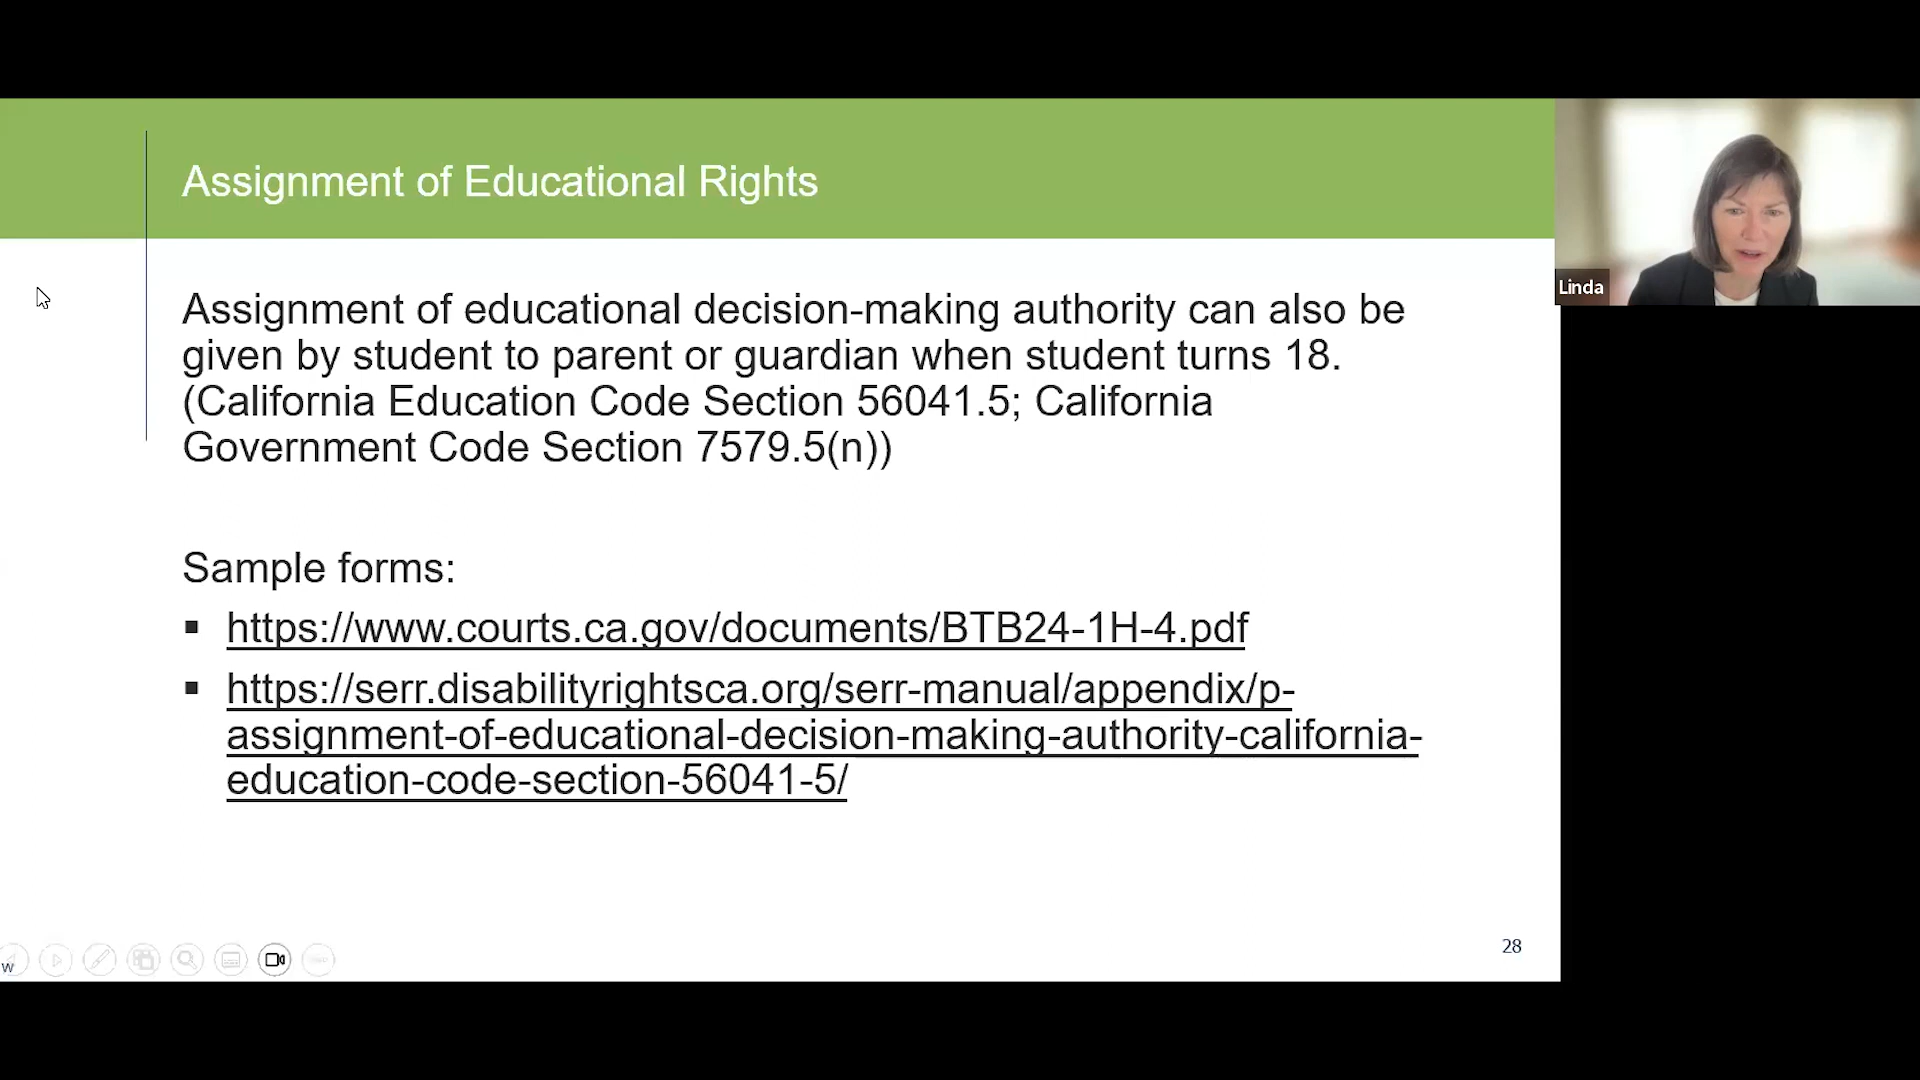 Assignment of Educational Rights
Linda
Assignment of educational decision-making authority can also be
given by student to parent or guardian when student turns 18.
(California Education Code Section 56041.5; California
Government Code Section 7579.5(n))
Sample forms:
▪ https://www.courts.ca.gov/documents/BTB24-1H-4.pdf
▪ https://serr.disabilityrightsca.org/serr-manual/appendix/p-
assignment-of-educational-decision-making-authority-california-
education-code-section-56041-5/
28
w